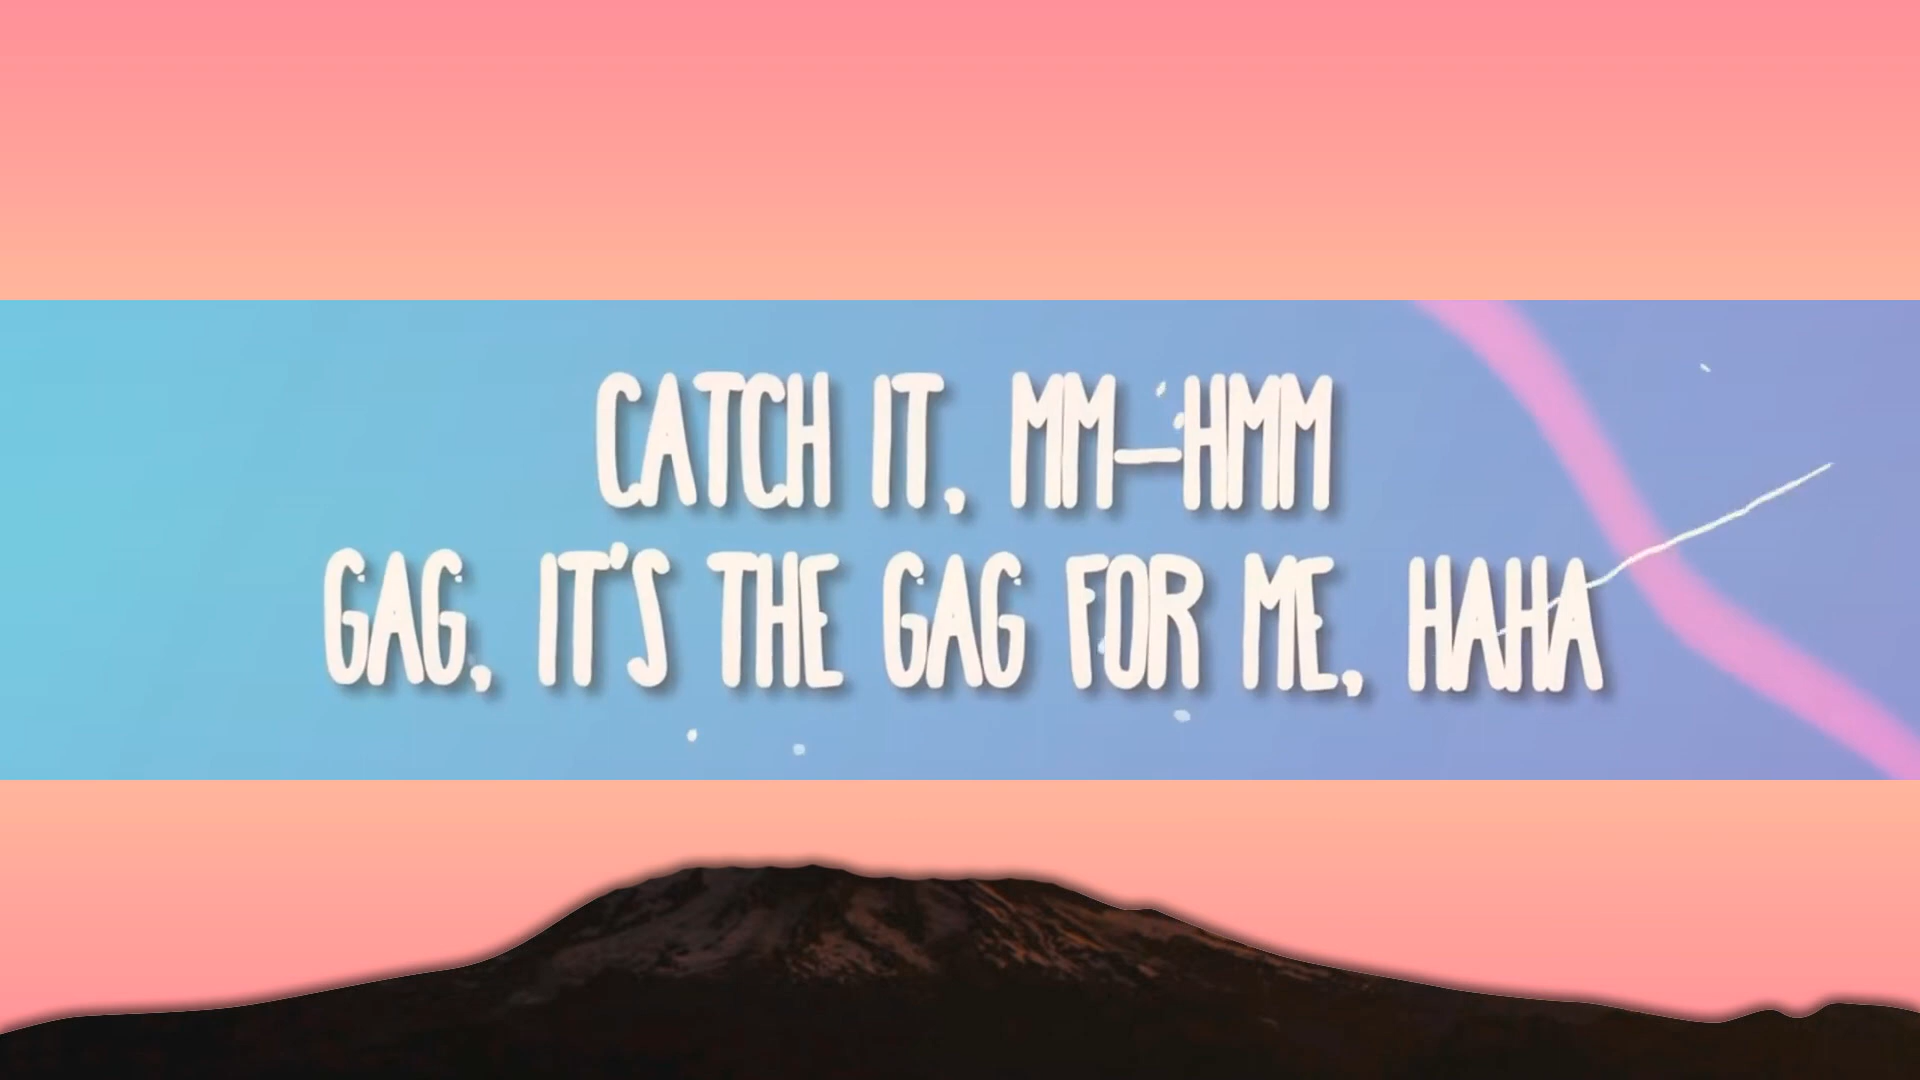 CATCH IT, MM-HMM
GAG, IT'S THE GAG FOR ME, HAHA